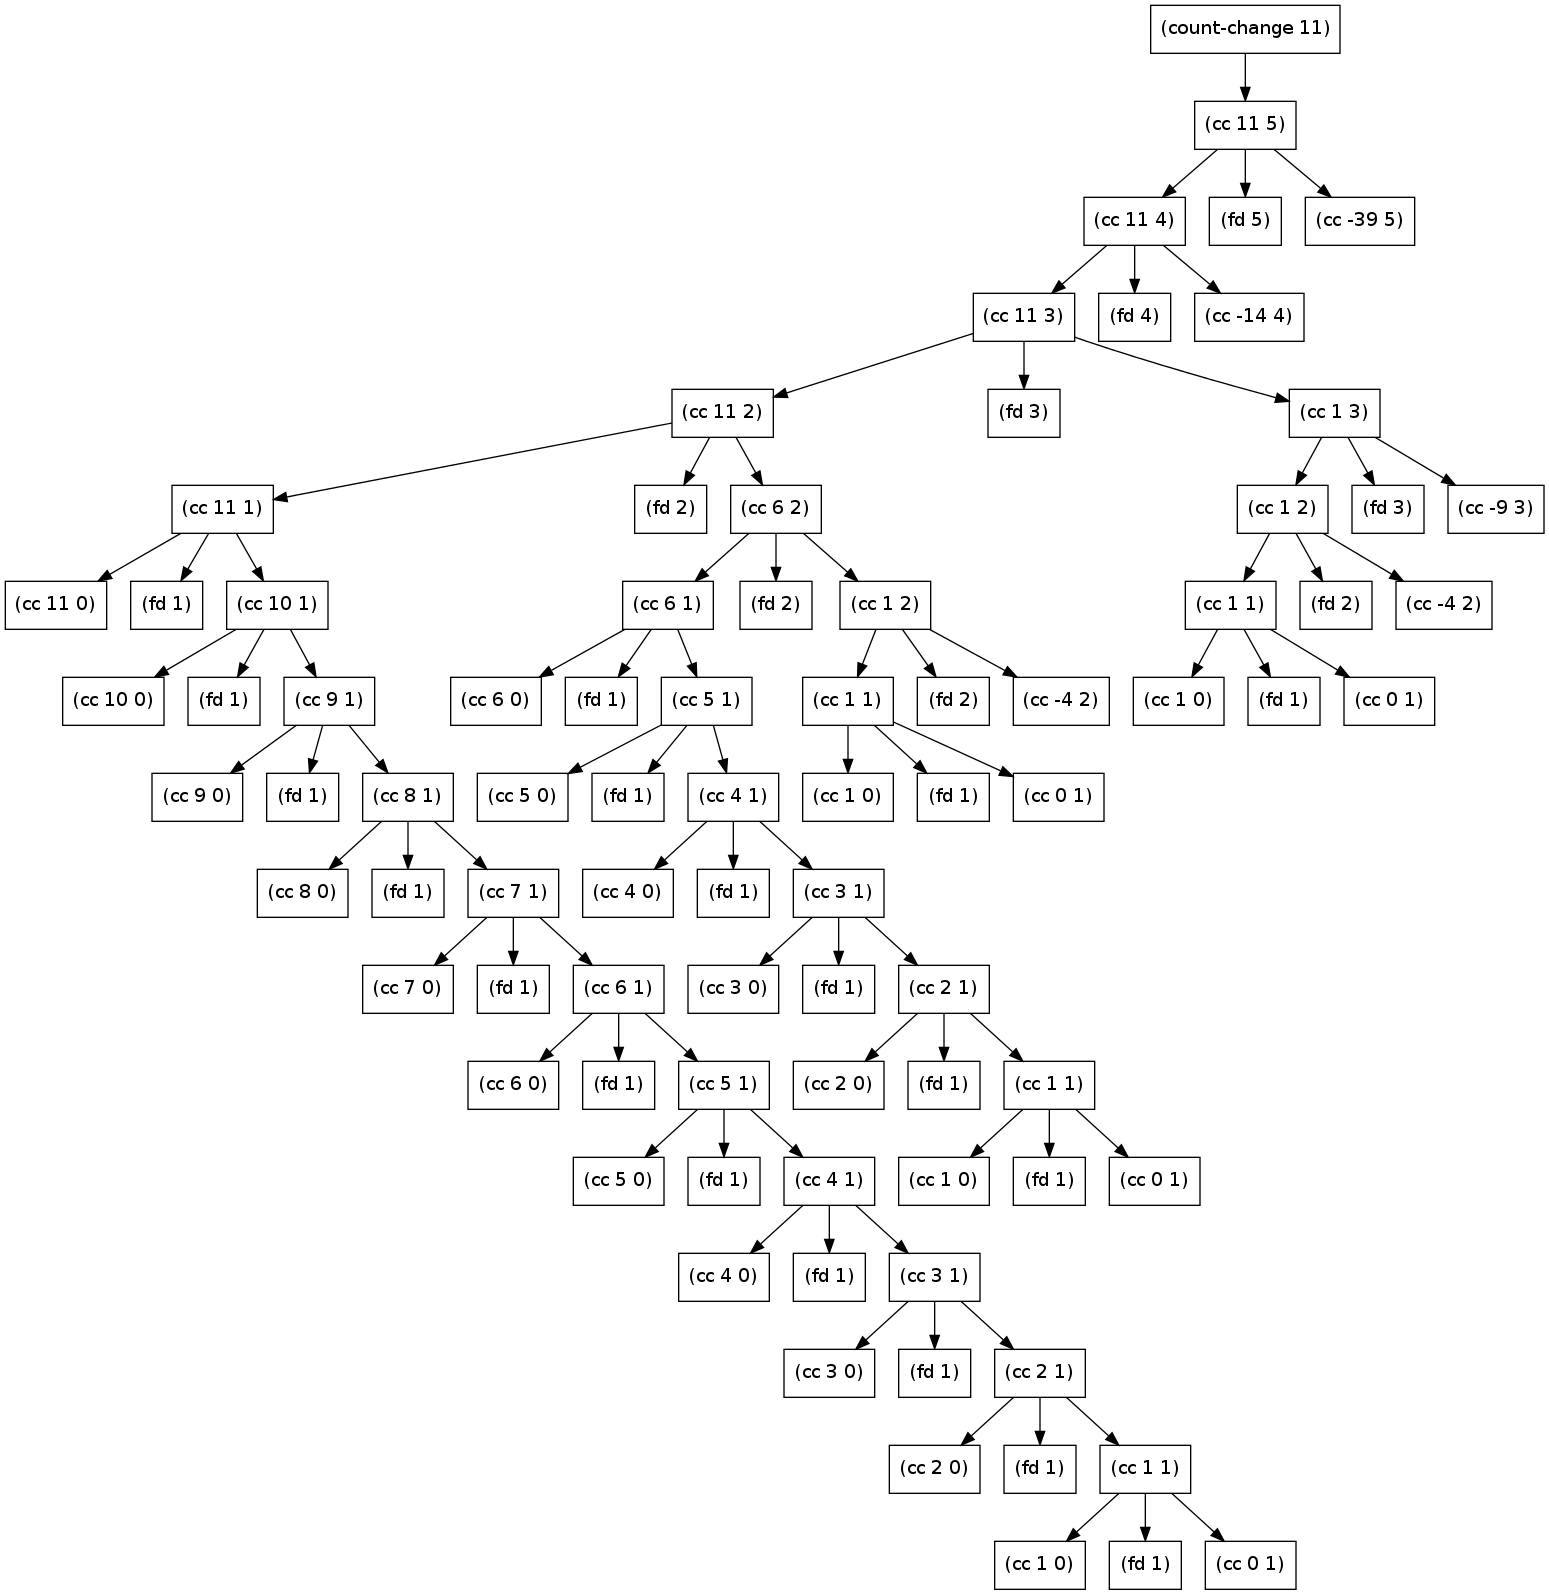 (count-change 11)
(cc 11 5)
(cc 11 4)
(fd 5)
(cc -39 5)
(cc 11 3)
(fd 4)
(cc -14 4)
(cc 11 2)
(fd 3)
(cc 1 3)
(cc 11 1)
(fd 2)
(cc 6 2)
(cc 1 2)
(fd 3)
(cc -9 3)
(cc 11 0)
(fd 1)
(cc 10 1)
(cc 6 1)
(fd 2)
(cc 1 2)
(cc 1 1)
(fd 2)
(cc -4 2)
(cc 10 0)
(fd 1)
(cc 9 1)
(cc 6 0)
(fd 1)
(cc 5 1)
(cc 1 1)
(fd 2)
(cc -4 2)
(cc 1 0)
(fd 1)
(cc 0 1)
(cc 9 0)
(fd 1)
(cc 8 1)
(cc 5 0)
(fd 1)
(cc 4 1)
(cc 1 0)
(fd 1)
(cc 0 1)
(cc 8 0)
(fd 1)
(cc 7 1)
(cc 4 0)
(fd 1)
(cc 3 1)
(cc 7 0)
(fd 1)
(cc 6 1)
(cc 3 0)
(fd 1)
(cc 2 1)
(cc 6 0)
(fd 1)
(cc 5 1)
(cc 2 0)
(fd 1)
(cc 1 1)
(cc 5 0)
(fd 1)
(cc 4 1)
(cc 1 0)
(fd 1)
(cc 0 1)
(cc 4 0)
(fd 1)
(cc 3 1)
(cc 3 0)
(fd 1)
(cc 2 1)
(cc 2 0)
(fd 1)
(cc 1 1)
(cc 1 0)
(fd 1)
(cc 0 1)